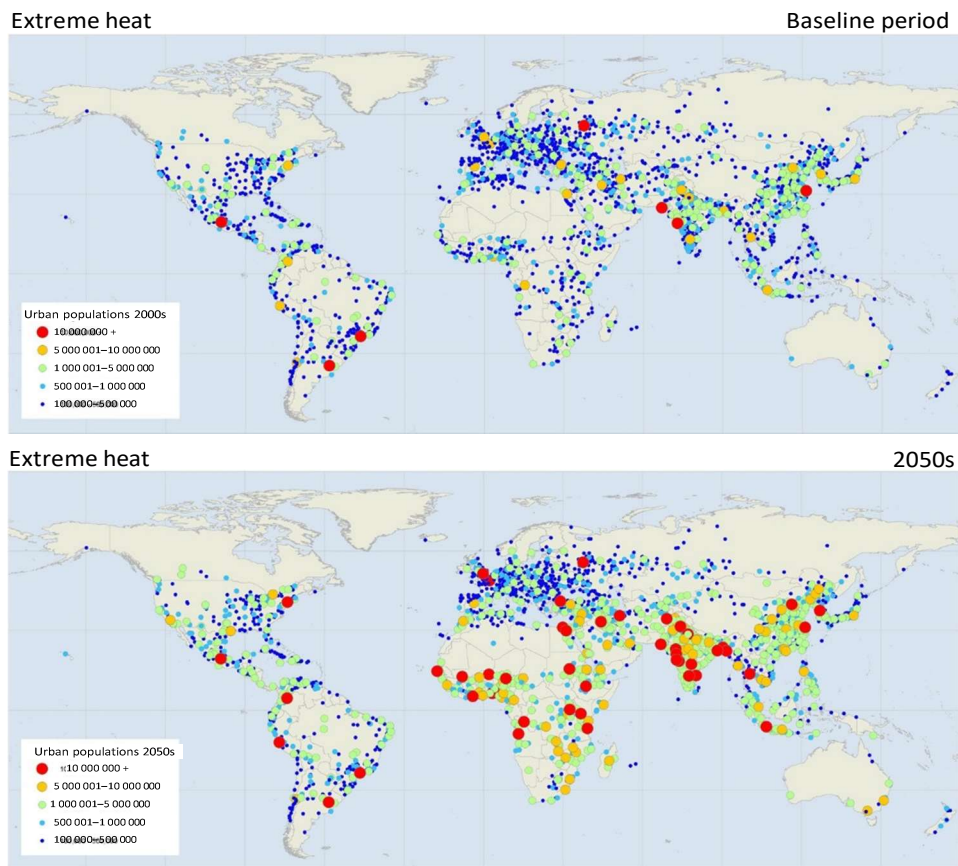 Extreme heat
Baseline period
Urban populations 2000s
10 000 000 +
5 000 001–10 000 000
1 000 001–5 000 000
500 001–1 000 000
100 000–500 000
Extreme heat
2050s
Urban populations 2050s
10 000 000 +
5 000 001–10 000 000
1 000 001–5 000 000
500 001–1 000 000
100 000–500 000